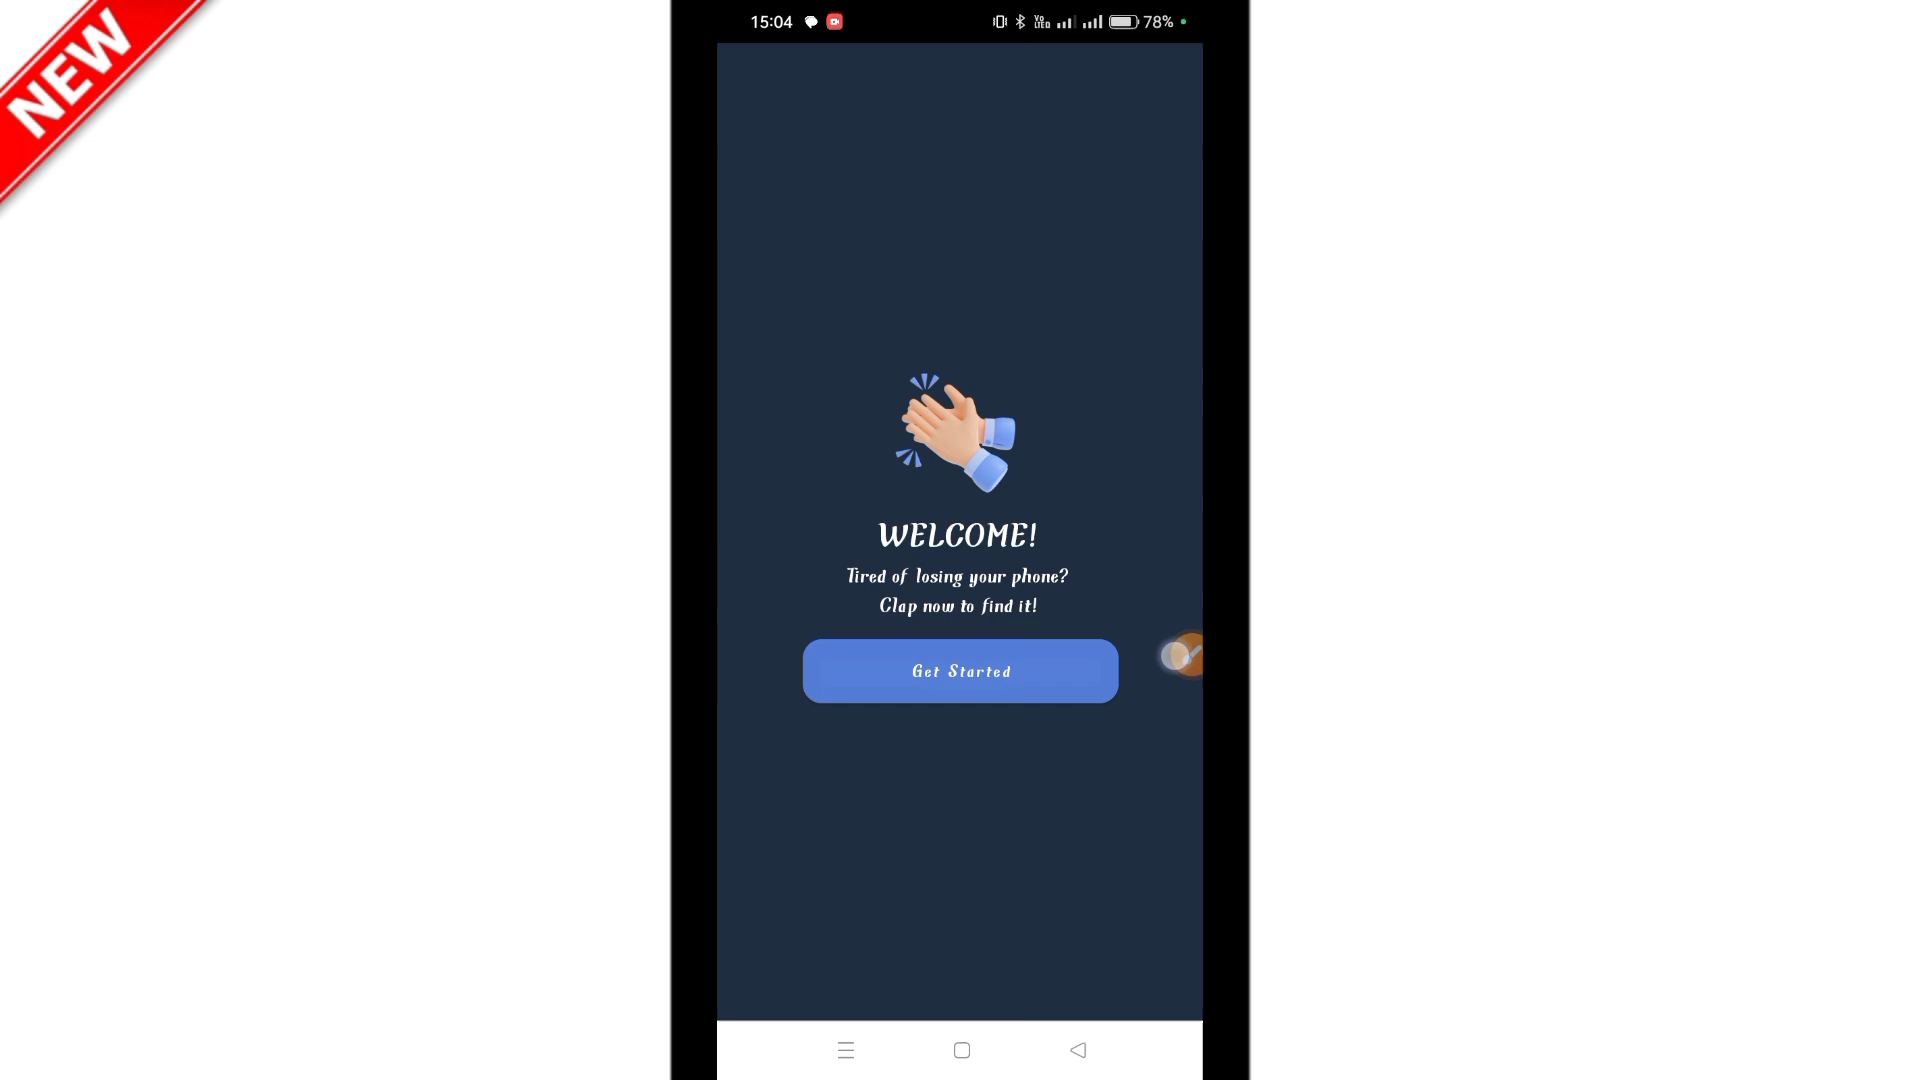 NEW
15:04 78%
WELCOME!
Tired of losing your phone?
Clap now to find it!
Get Started